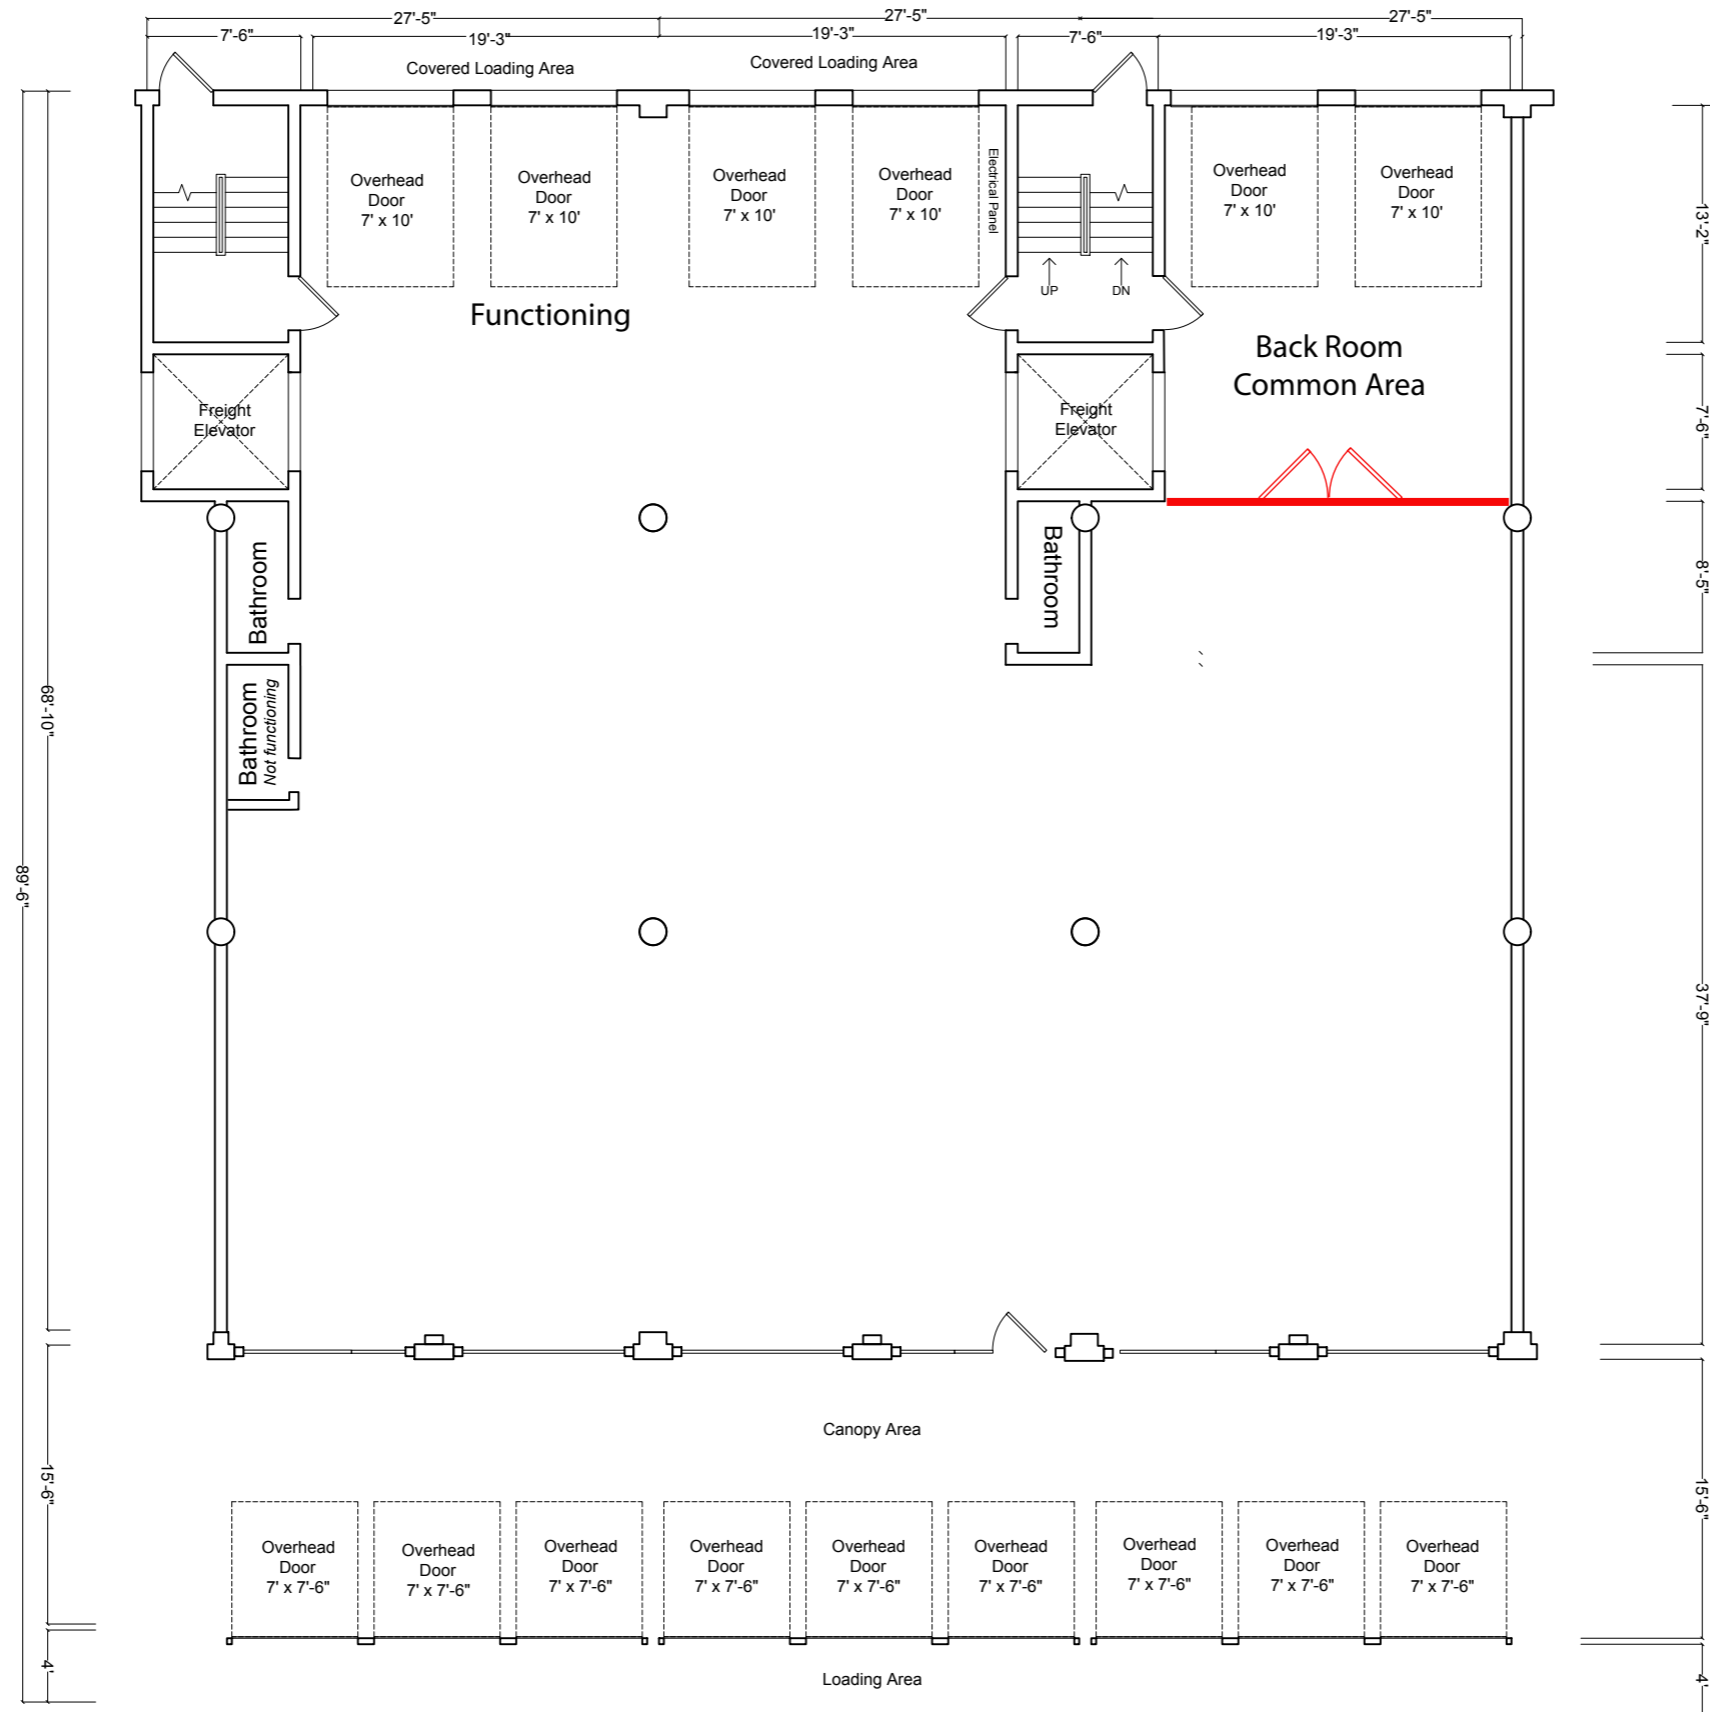 27'-5"
27'-5"
27'-5"
7'-6"
19'-3"
19'-3"
7'-6"
19'-3"
Covered Loading Area
Covered Loading Area
Overhead
Door
7' x 10'
Overhead
Door
7' x 10'
Overhead
Door
7' x 10'
Overhead
Door
7' x 10'
Electrical Panel
Overhead
Door
7' x 10'
Overhead
Door
7' x 10'
13'-2"
UP
DN
Functioning
Back Room
Common Area
Freight
Elevator
Freight
Elevator
7'-6"
Bathroom
Bathroom
8'-5"
Bathroom
Not functioning
68'-10"
89'-6"
37'-9"
Canopy Area
15'-6"
15'-6"
Overhead
Door
7' x 7'-6"
Overhead
Door
7' x 7'-6"
Overhead
Door
7' x 7'-6"
Overhead
Door
7' x 7'-6"
Overhead
Door
7' x 7'-6"
Overhead
Door
7' x 7'-6"
Overhead
Door
7' x 7'-6"
Overhead
Door
7' x 7'-6"
Overhead
Door
7' x 7'-6"
4'
Loading Area
4'